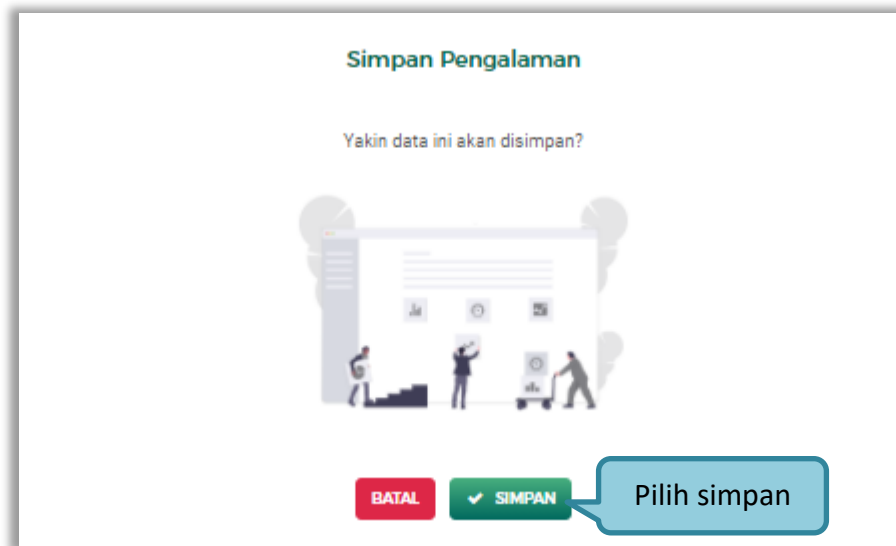 Simpan Pengalaman
Yakin data ini akan disimpan?
BATAL
SIMPAN
Pilih simpan